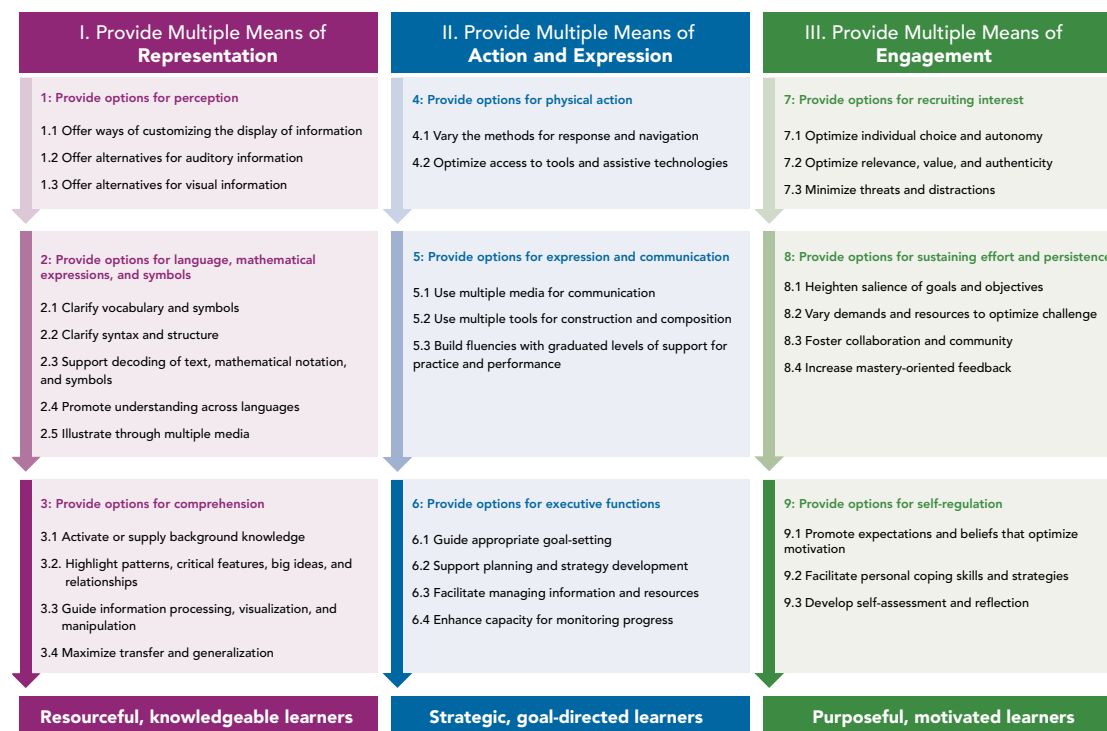 I. Provide Multiple Means of
Representation
1: Provide options for perception
1.1 Offer ways of customizing the display of information
1.2 Offer alternatives for auditory information
1.3 Offer alternatives for visual information
2: Provide options for language, mathematical
expressions, and symbols
2.1 Clarify vocabulary and symbols
2.2 Clarify syntax and structure
2.3 Support decoding of text, mathematical notation,
and symbols
2.4 Promote understanding across languages
2.5 Illustrate through multiple media
3: Provide options for comprehension
3.1 Activate or supply background knowledge
3.2. Highlight patterns, critical features, big ideas, and
relationships
3.3 Guide information processing, visualization, and
manipulation
3.4 Maximize transfer and generalization
Resourceful, knowledgeable learners
II. Provide Multiple Means of
Action and Expression
4: Provide options for physical action
4.1 Vary the methods for response and navigation
4.2 Optimize access to tools and assistive technologies
5: Provide options for expression and communication
5.1 Use multiple media for communication
5.2 Use multiple tools for construction and composition
5.3 Build fluencies with graduated levels of support for
practice and performance
6: Provide options for executive functions
6.1 Guide appropriate goal-setting
6.2 Support planning and strategy development
6.3 Facilitate managing information and resources
6.4 Enhance capacity for monitoring progress
Strategic, goal-directed learners
III. Provide Multiple Means of
Engagement
7: Provide options for recruiting interest
7.1 Optimize individual choice and autonomy
7.2 Optimize relevance, value, and authenticity
7.3 Minimize threats and distractions
8: Provide options for sustaining effort and persistence
8.1 Heighten salience of goals and objectives
8.2 Vary demands and resources to optimize challenge
8.3 Foster collaboration and community
8.4 Increase mastery-oriented feedback
9: Provide options for self-regulation
9.1 Promote expectations and beliefs that optimize
motivation
9.2 Facilitate personal coping skills and strategies
9.3 Develop self-assessment and reflection
Purposeful, motivated learners